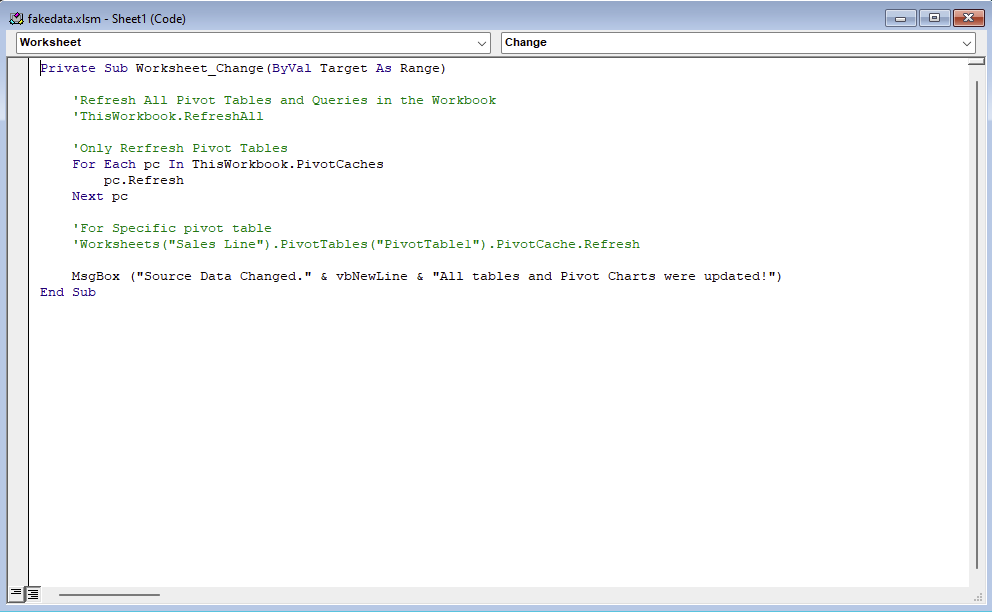 fakedata.xlsm - Sheet1 (Code)
Worksheet Change
Private Sub Worksheet_Change(ByVal Target As Range)
'Refresh All Pivot Tables and Queries in the Workbook
'ThisWorkbook.RefreshAll
'Only Rerfresh Pivot Tables
For Each pc In ThisWorkbook.PivotCaches
pc.Refresh
Next pc
'For Specific pivot table
'Worksheets("Sales Line").PivotTables("PivotTable1").PivotCache.Refresh
MsgBox ("Source Data Changed." & vbNewLine & "All tables and Pivot Charts were updated!")
End Sub